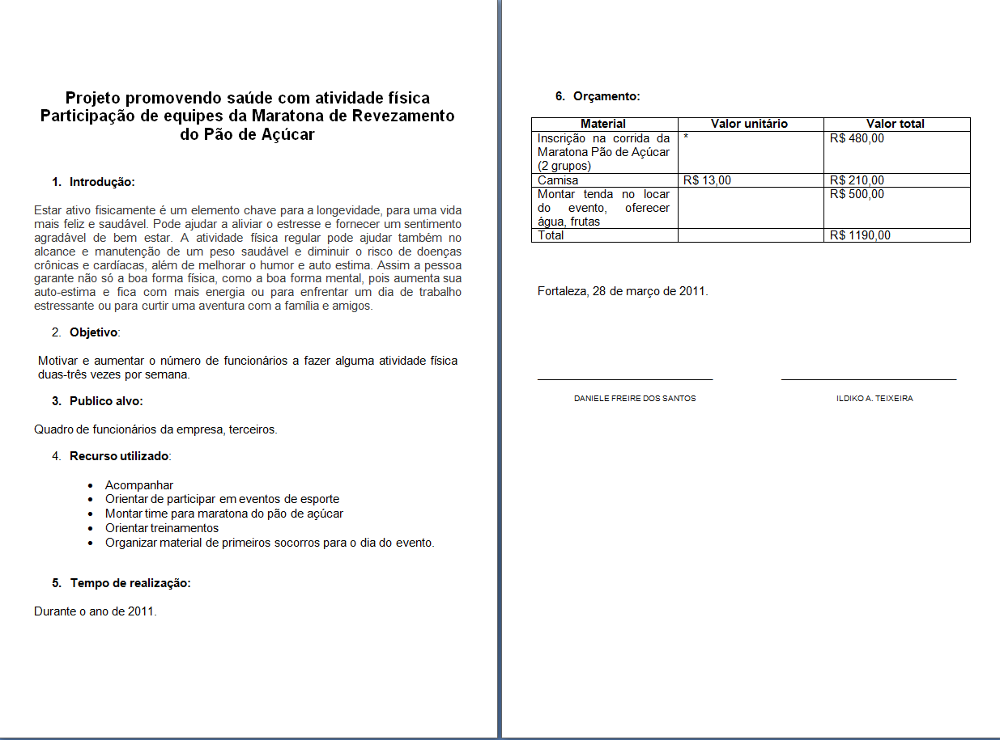 Projeto promovendo saúde com atividade física
Participação de equipes da Maratona de Revezamento
do Pão de Açúcar
1. Introdução:
Estar ativo fisicamente é um elemento chave para a longevidade, para uma vida
mais feliz e saudável. Pode ajudar a aliviar o estresse e fornecer um sentimento
agradável de bem estar. A atividade física regular pode ajudar também no
alcance e manutenção de um peso saudável e diminuir o risco de doenças
crônicas e cardíacas, além de melhorar o humor e auto estima. Assim a pessoa
garante não só a boa forma física, como a boa forma mental, pois aumenta sua
auto-estima e fica com mais energia ou para enfrentar um dia de trabalho
estressante ou para curtir uma aventura com a família e amigos.
2. Objetivo:
Motivar e aumentar o número de funcionários a fazer alguma atividade física
duas-três vezes por semana.
3. Publico alvo:
Quadro de funcionários da empresa, terceiros.
4. Recurso utilizado:
• Acompanhar
• Orientar de participar em eventos de esporte
• Montar time para maratona do pão de açúcar
• Orientar treinamentos
• Organizar material de primeiros socorros para o dia do evento.
5. Tempo de realização:
Durante o ano de 2011.
6. Orçamento:
Material Valor unitário Valor total
Inscrição na corrida da * R$ 480,00
Maratona Pão de Açúcar
(2 grupos)
Camisa R$ 13,00 R$ 210,00
Montar tenda no locar R$ 500,00
do evento, oferecer
água, frutas
Total R$ 1190,00
Fortaleza, 28 de março de 2011.
DANIELE FREIRE DOS SANTOS ILDIKO A. TEIXEIRA